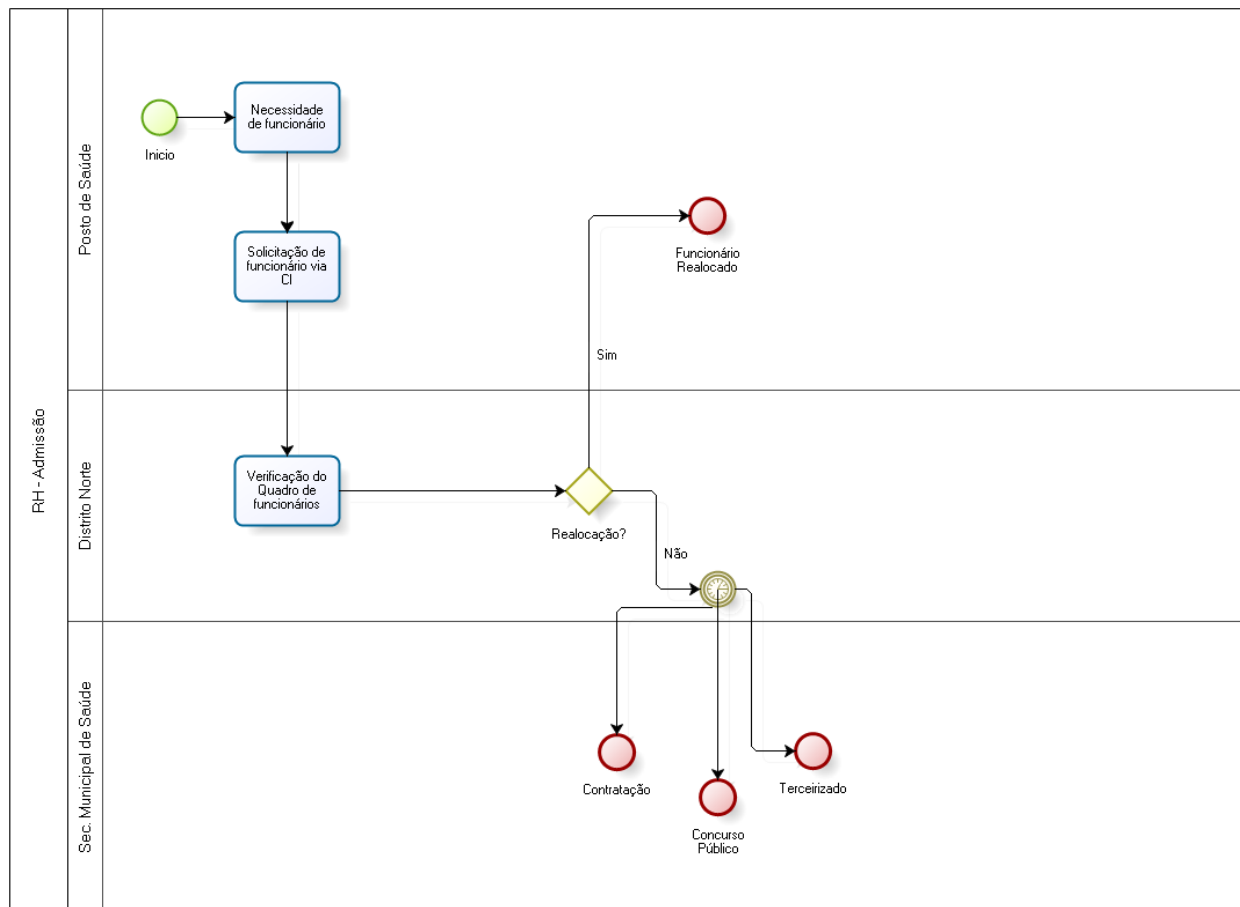 RH - Admissão
Posto de Saúde
Inicio
Necessidade
de funcionário
Solicitação de
funcionário via
CI
Funcionário
Realocado
Sim
Distrito Norte
Verificação do
Quadro de
funcionários
Realocação?
Não
Sec. Municipal de Saúde
Contratação
Concurso
Público
Terceirizado